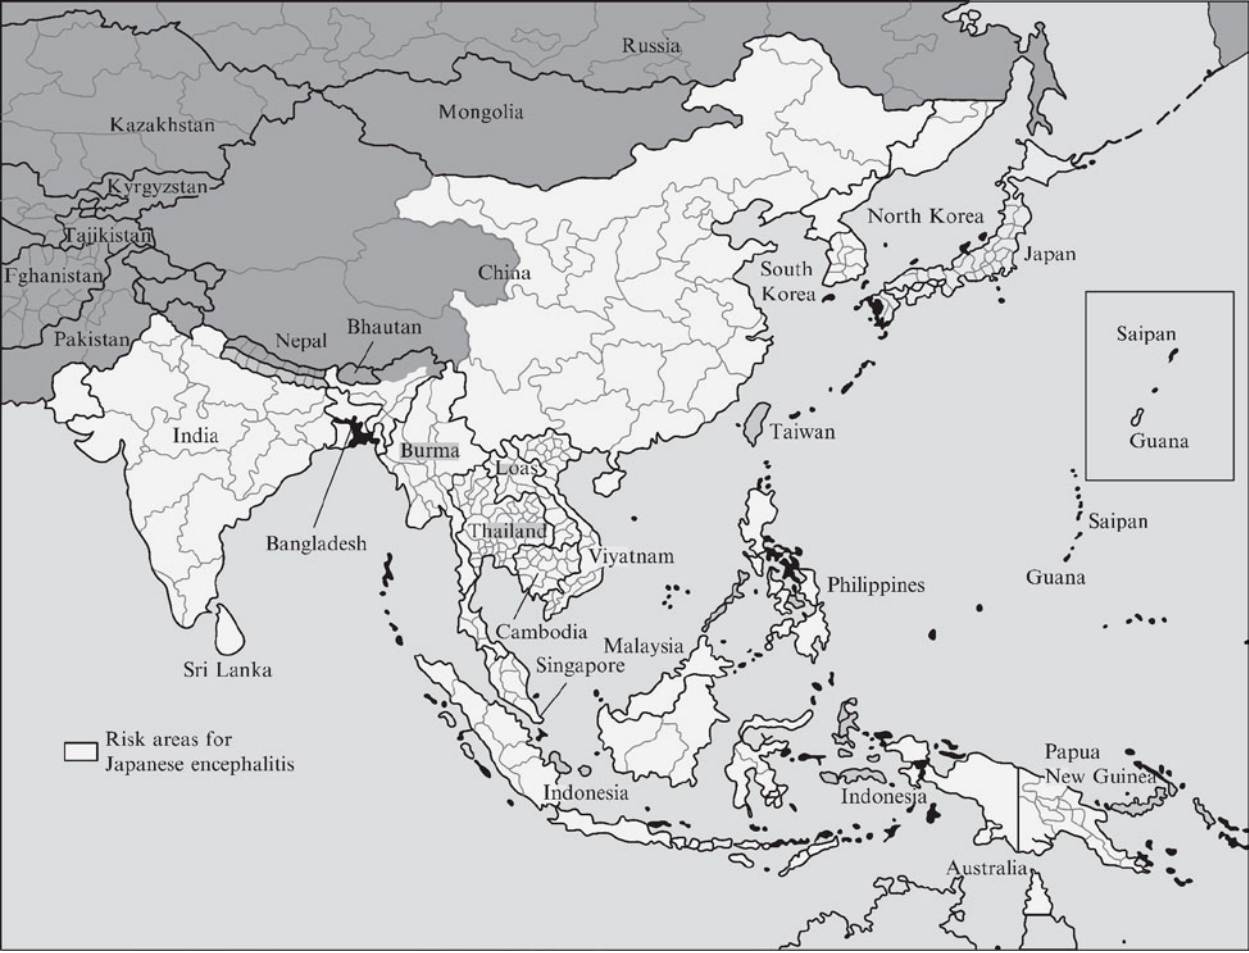 Russia
Mongolia
Kazakhstan
Kyrgyzstan
North Korea
Tajikistan
Japan
China
South
Korea
Fghanistan
Bhautan
Saipan
Nepal
Pakistan
Taiwan
India
Guana
Burma
Loas
Saipan
Thailand
Bangladesh
Viyatnam
Guana
Philippines
Cambodia
Malaysia
Singapore
Sri Lanka
Risk areas for
Japanese encephalitis
Papua
New Guinea
Indonesia
Indonesia
Australia